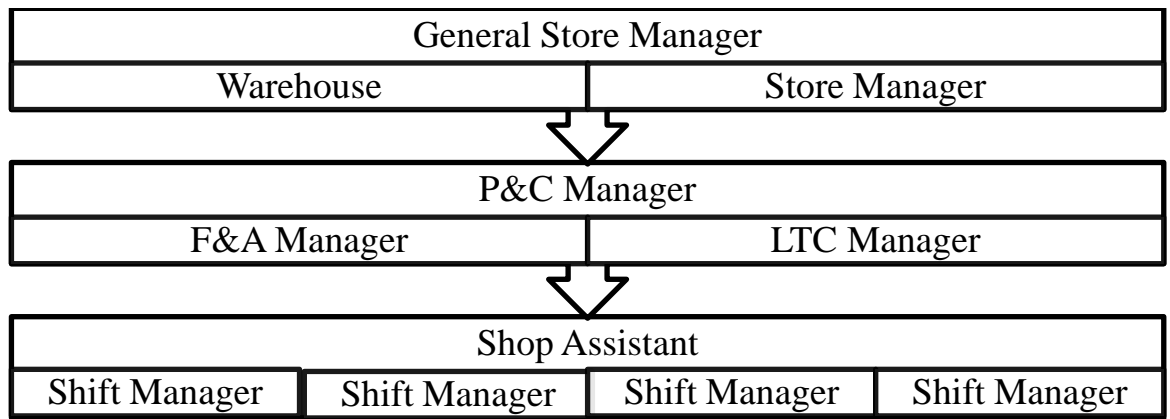 General Store Manager
Warehouse Store Manager
P&C Manager
F&A Manager LTC Manager
Shop Assistant
Shift Manager Shift Manager Shift Manager Shift Manager